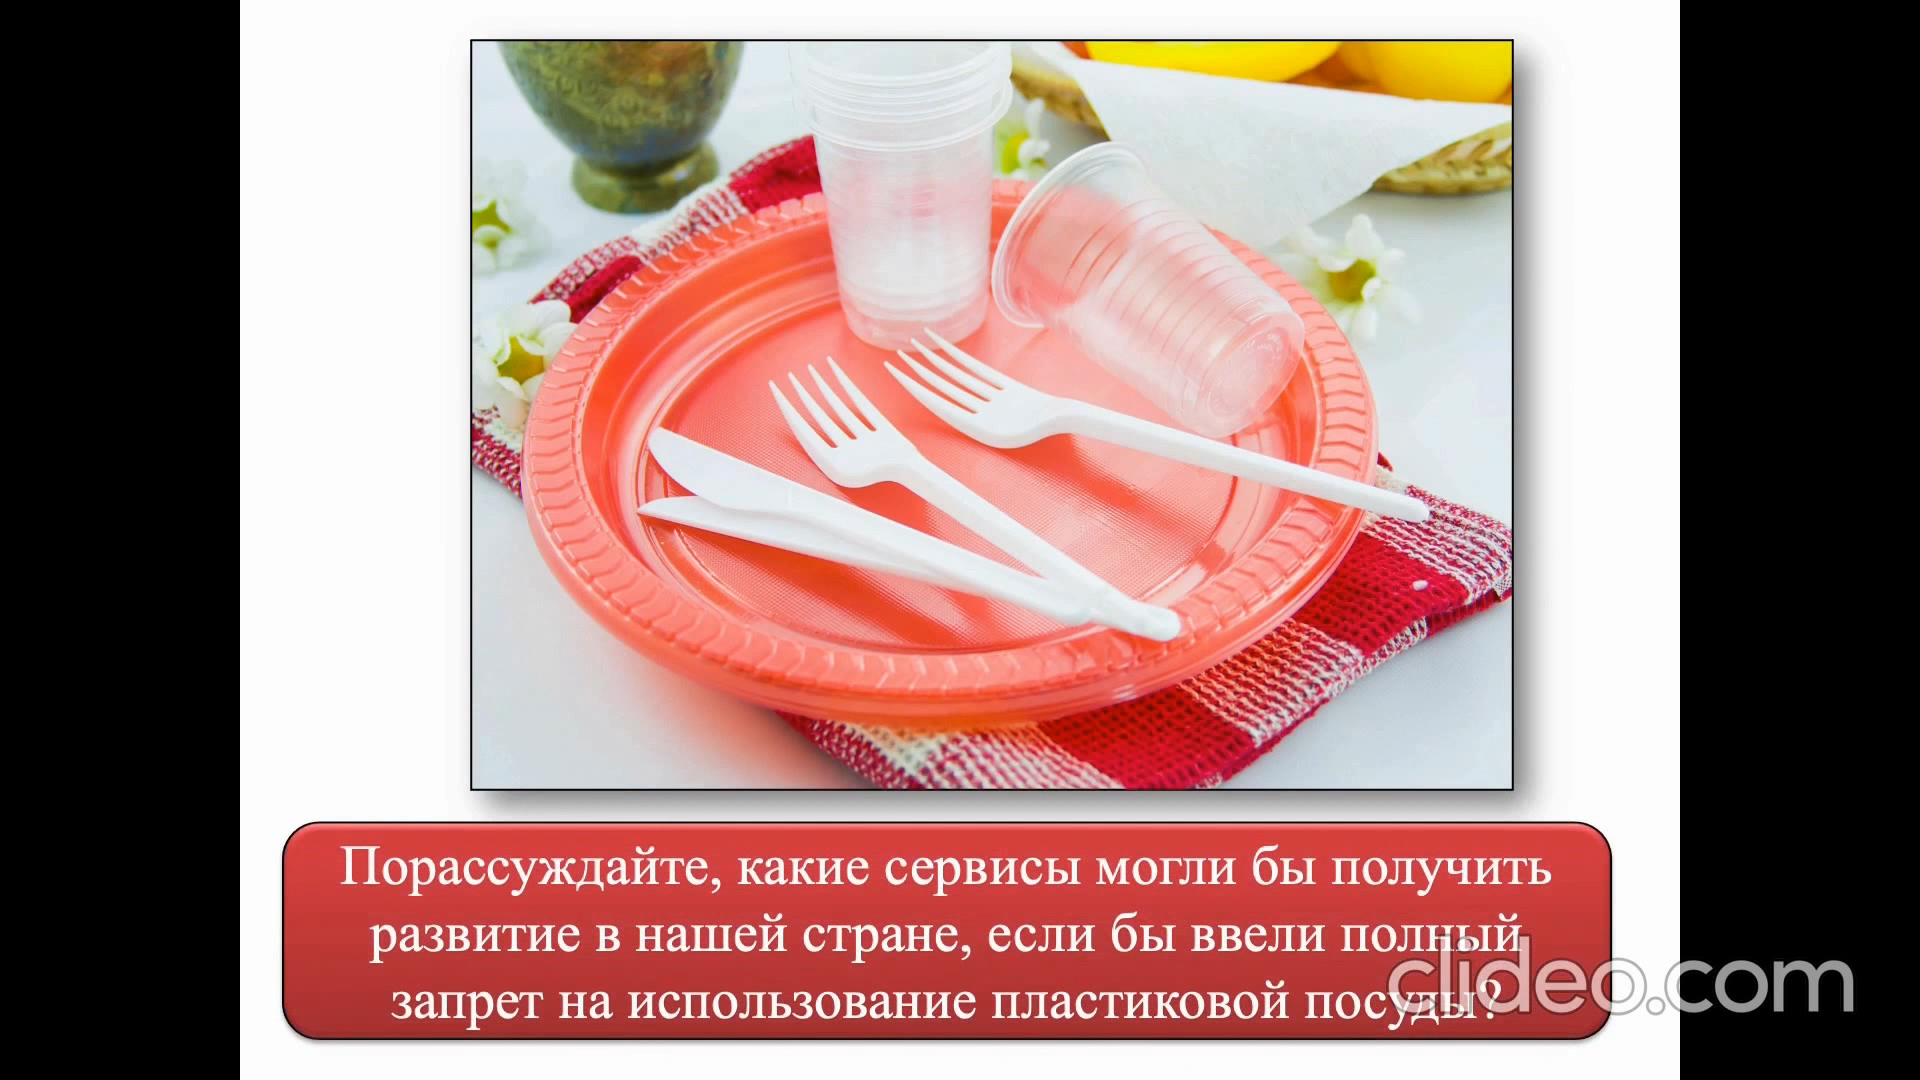 Порассуждайте, какие сервисы могли бы получить
развитие в нашей стране, если бы ввели полный
запрет на использование пластиковой посуды?
clideo.com